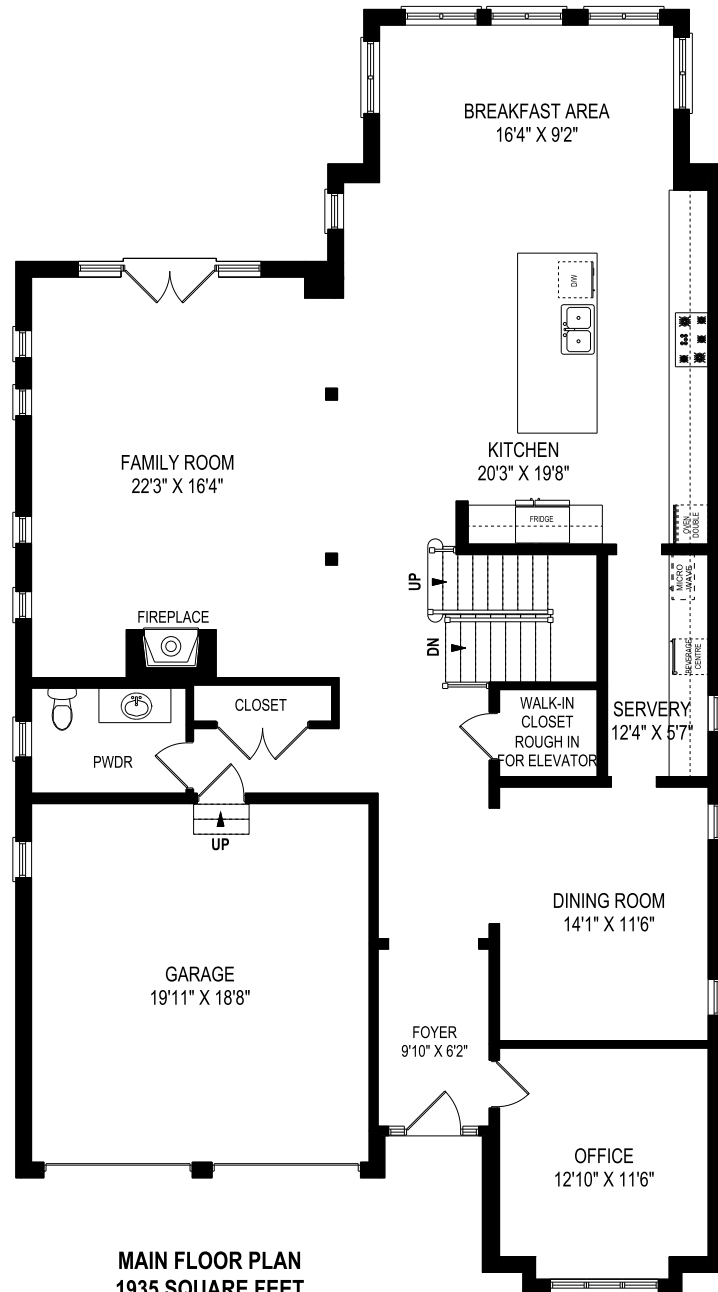 BREAKFAST AREA
16'4" X 9'2"
D/W
KITCHEN
20'3" X 19'8"
FRIDGE
OVEN
DOUBLE
FAMILY ROOM
22'3" X 16'4"
FIREPLACE
UP
DN
MICRO
WAVE
BEVERAGE
CENTRE
CLOSET
PWDR
WALK-IN
CLOSET
ROUGH IN
FOR ELEVATOR
SERVERY
12'4" X 5'7"
UP
DINING ROOM
14'1" X 11'6"
GARAGE
19'11" X 18'8"
FOYER
9'10" X 6'2"
OFFICE
12'10" X 11'6"
MAIN FLOOR PLAN
1935 SQUARE FEET